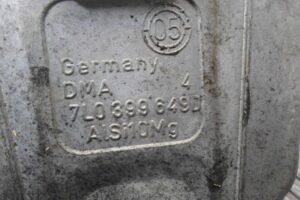 05
Germany
DMA 4
7L0 399 649D
AlSi10Mg